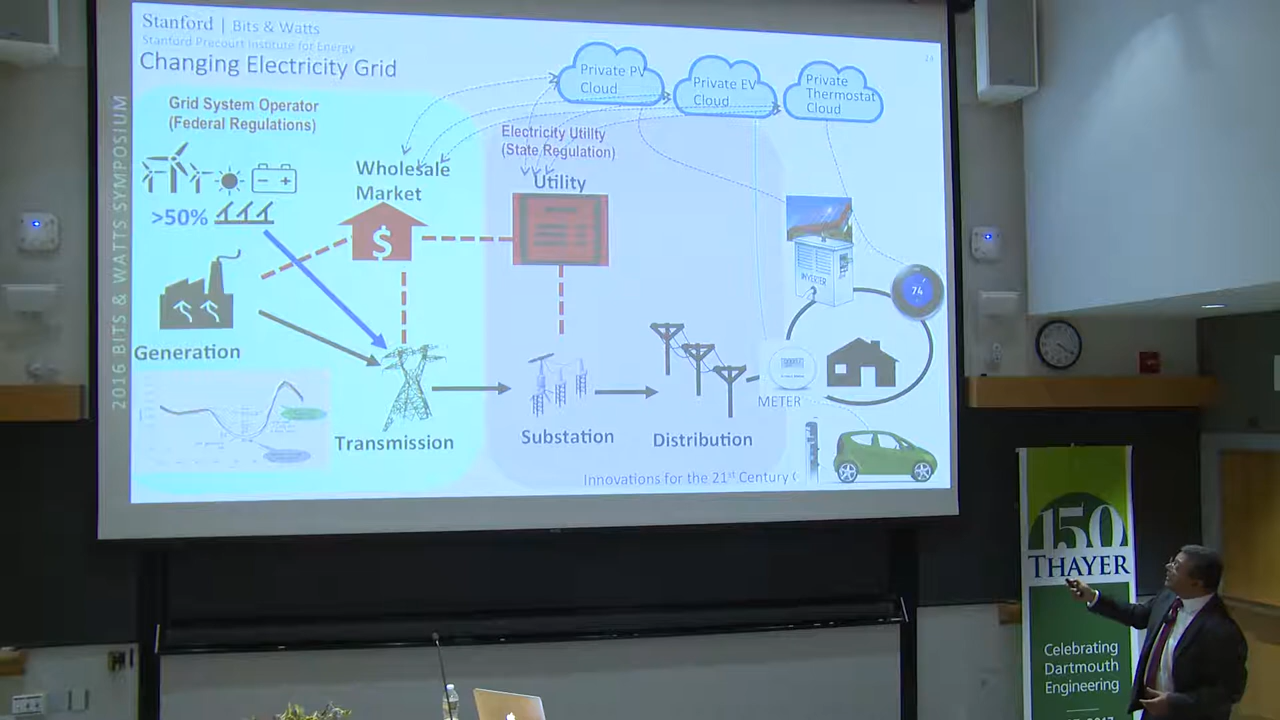 Stanford | Bits & Watts
Stanford Precourt Institute for Energy
Changing Electricity Grid
2016 BITS & WATTS SYMPOSIUM
Grid System Operator
(Federal Regulations)
>50%
Generation
Wholesale
Market
$
Transmission
Electricity Utility
(State Regulation)
Utility
Substation
Distribution
Private PV
Cloud
Private EV
Cloud
Private
Thermostat
Cloud
INVERTER
74
METER
Innovations for the 21st Century
150
THAYER
Celebrating
Dartmouth
Engineering